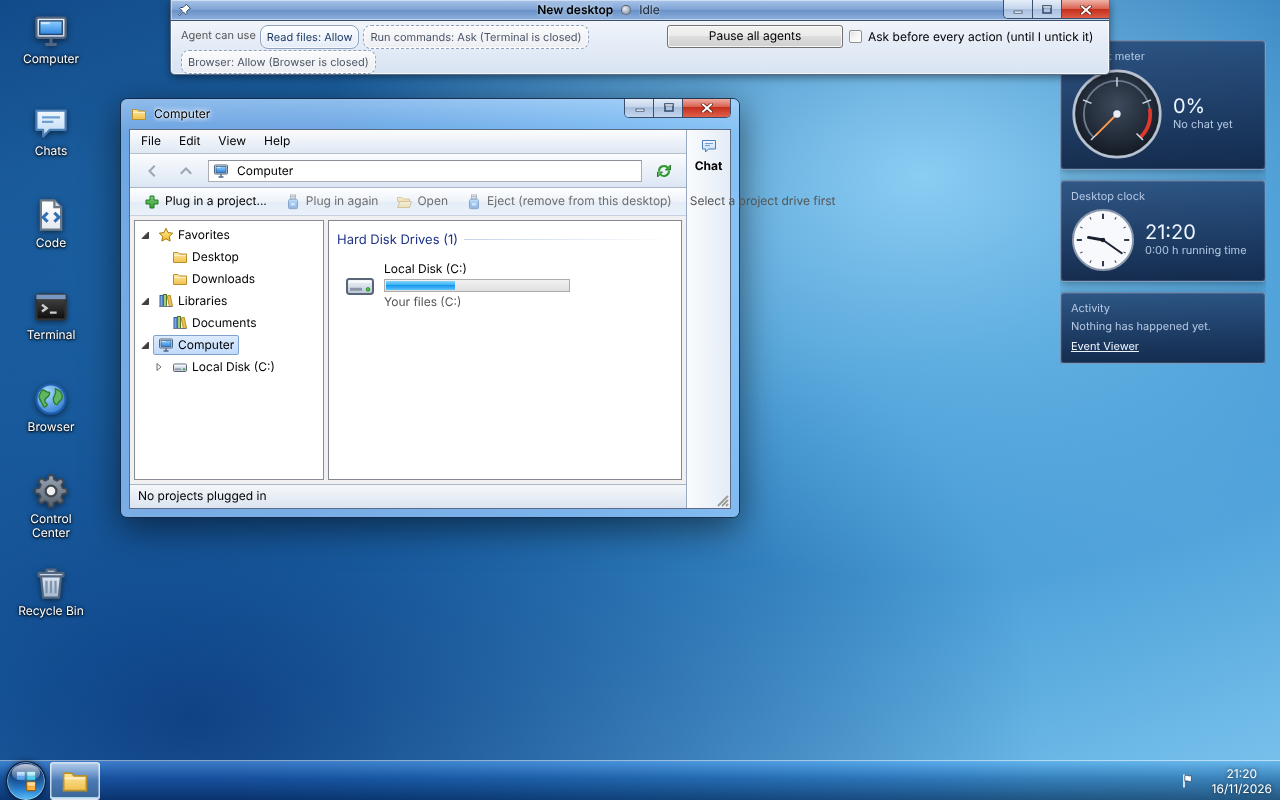 New desktop Idle
Agent can use Read files: Allow Run commands: Ask (Terminal is closed)
Browser: Allow (Browser is closed)
Pause all agents Ask before every action (until I untick it)
Computer
Chats
Code
Terminal
Browser
Control
Center
Recycle Bin
Computer
File Edit View Help
Computer
Plug in a project... Plug in again Open Eject (remove from this desktop) Select a project drive first
Chat
Favorites
Desktop
Downloads
Libraries
Documents
Computer
Local Disk (C:)
Hard Disk Drives (1)
Local Disk (C:)
Your files (C:)
No projects plugged in
meter
0%
No chat yet
Desktop clock
21:20
0:00 h running time
Activity
Nothing has happened yet.
Event Viewer
21:20
16/11/2026